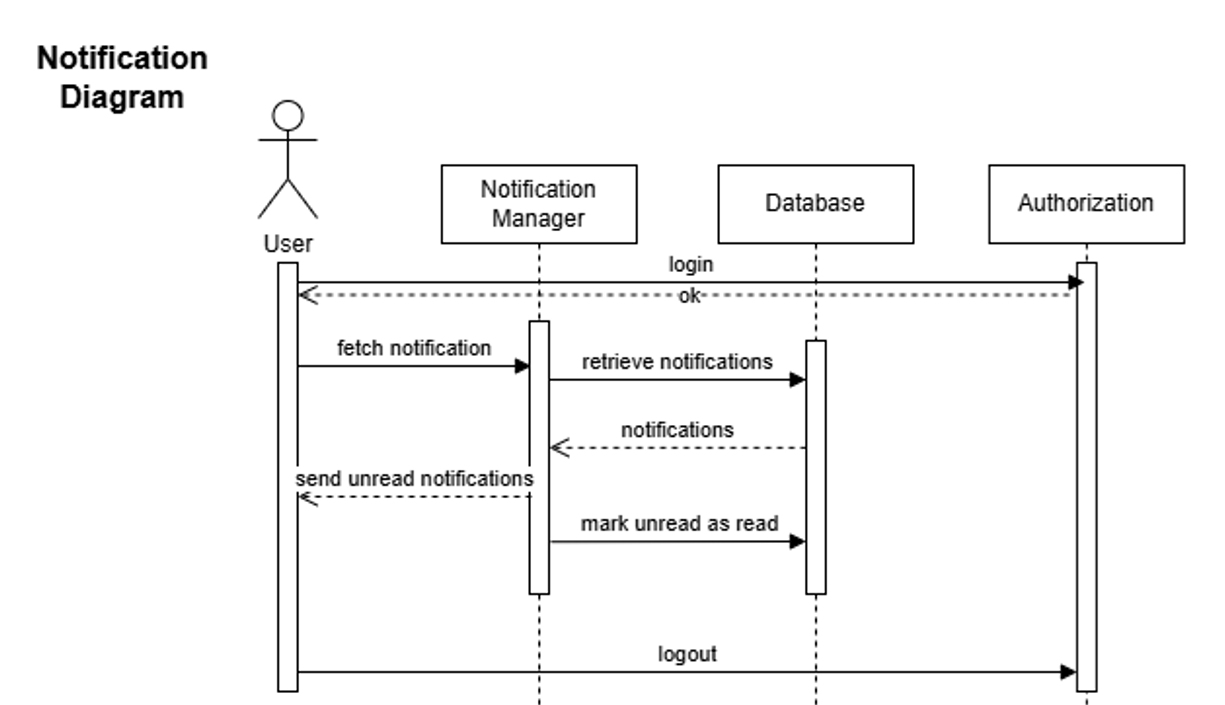 Notification
Diagram
User
Notification
Manager
Database
Authorization
login
ok
fetch notification
retrieve notifications
notifications
send unread notifications
mark unread as read
logout